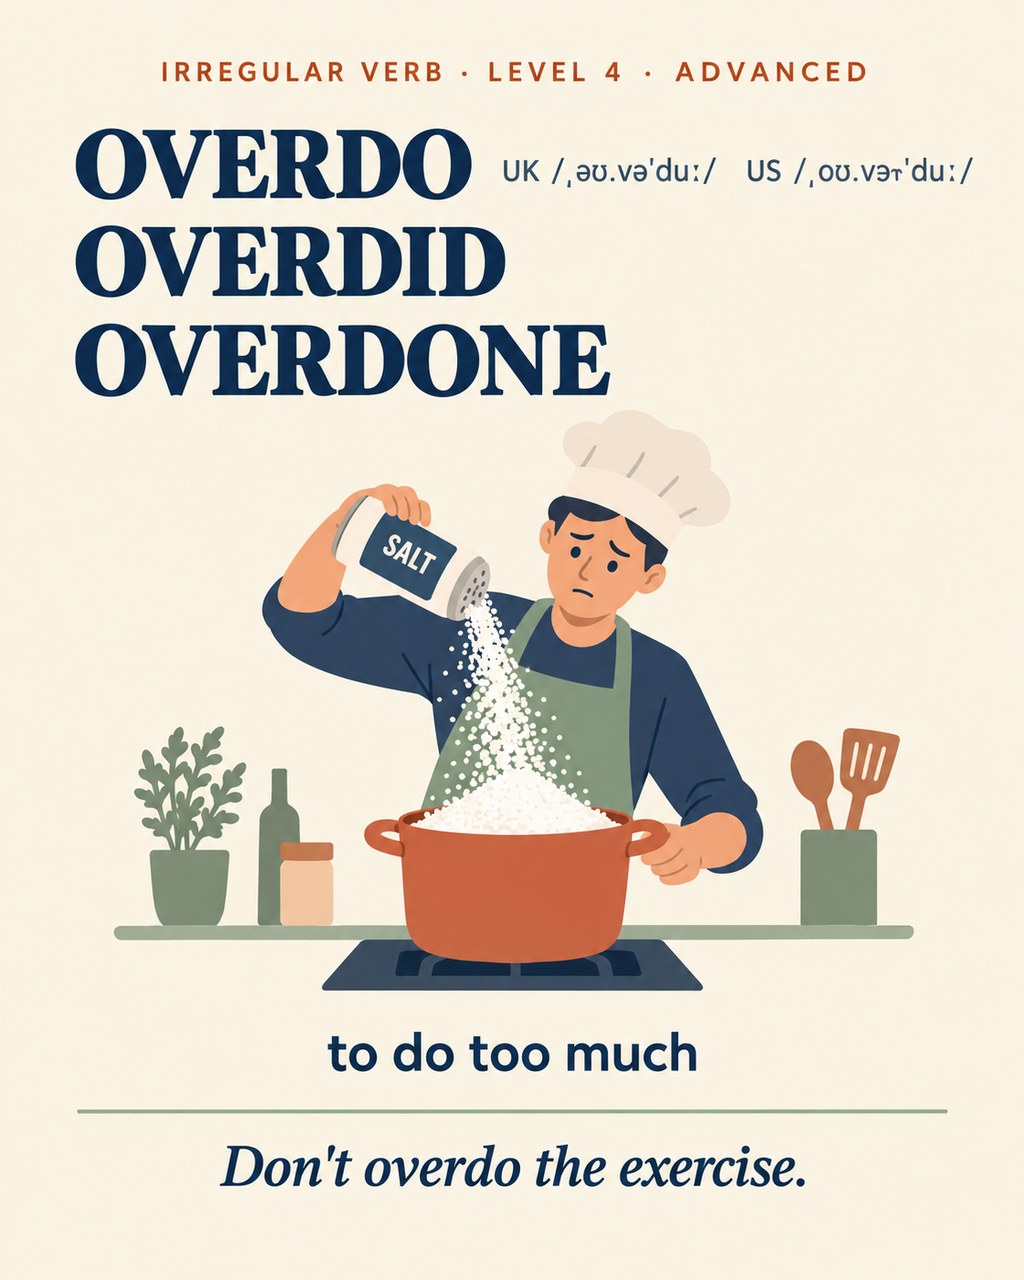 IRREGULAR VERB · LEVEL 4 · ADVANCED
OVERDO UK /ˌəʊ.vəˈduː/ US /ˌoʊ.vɚˈduː/
OVERDID
OVERDONE
SALT
to do too much
Don't overdo the exercise.